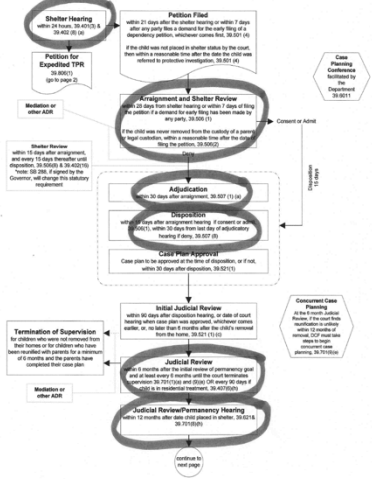 Shelter Hearing
within 24 hours, 39.401(3) &
39.402 (8) (a)
Petition Filed
within 21 days after shelter hearing or within 7 days
after any party files a demand for the early filing of a
dependency petition, whichever comes first, 39.501 (4)
if the child was not placed in shelter status by the court,
then within a reasonable time after the date the child
was referred to protective investigation, 39.501 (4)
Petition for
Expedited TPR
39.806(1)
(go to page 2)
Case
Planning
Conference
facilitated by
the
Department
39.6011
Mediation or
other ADR
Arraignment and Shelter Review
within 28 days from shelter hearing or within 7 days of filing
the petition if a demand for early filing has been made by
any party, 39.506 (1)
if the child was never removed from the custody of a parent
or legal custodian, within a reasonable time after the date of
filing the petition, 39.506(2)
Consent or Admit
Deny
Shelter Review
within 15 days after arraignment,
and every 15 days thereafter until
disposition, 39.506(8) & 39.402(16)
*note: SB 288, if signed by the
Governor, will change this statutory
requirement
Disposition
15 days
Adjudication
within 30 days after arraignment, 39.507 (1) (a)
Disposition
within 15 days after arraignment hearing if consent or admit,
39.506(1), within 30 days from last day of adjudicatory
hearing if deny, 39.507 (8)
Case Plan Approval
Case plan to be approved at the time of disposition, or if not,
within 30 days after disposition, 39.521(1)
Initial Judicial Review
within 90 days after disposition hearing, or date of court
hearing when case plan was approved, whichever comes
earlier, or, no later than 6 months after the child's removal
from the home. 39.521 (1) (c)
Concurrent Case
Planning
At the 6 month Judicial
Review, if the court finds
reunification is unlikely
within 12 months of
removal, DCF must take
steps to begin
concurrent case
planning, 39.701(9)(a)
Termination of Supervision
for children who were not removed from
their homes or for children who have
been reunified with parents for a minimum
of 6 months and the parents have
completed their case plan
Judicial Review
within 6 months after the initial review of permanency goal
and at least every 6 months until the court terminates
supervision 39.701(1)(a) and (9)(a) OR every 90 days if
child is in residential treatment, 39.407(6)(h)
Mediation or
other ADR
Judicial Review/Permanency Hearing
within 12 months after date child placed in shelter, 39.621&
39.701(8)(f)
continue to
next page